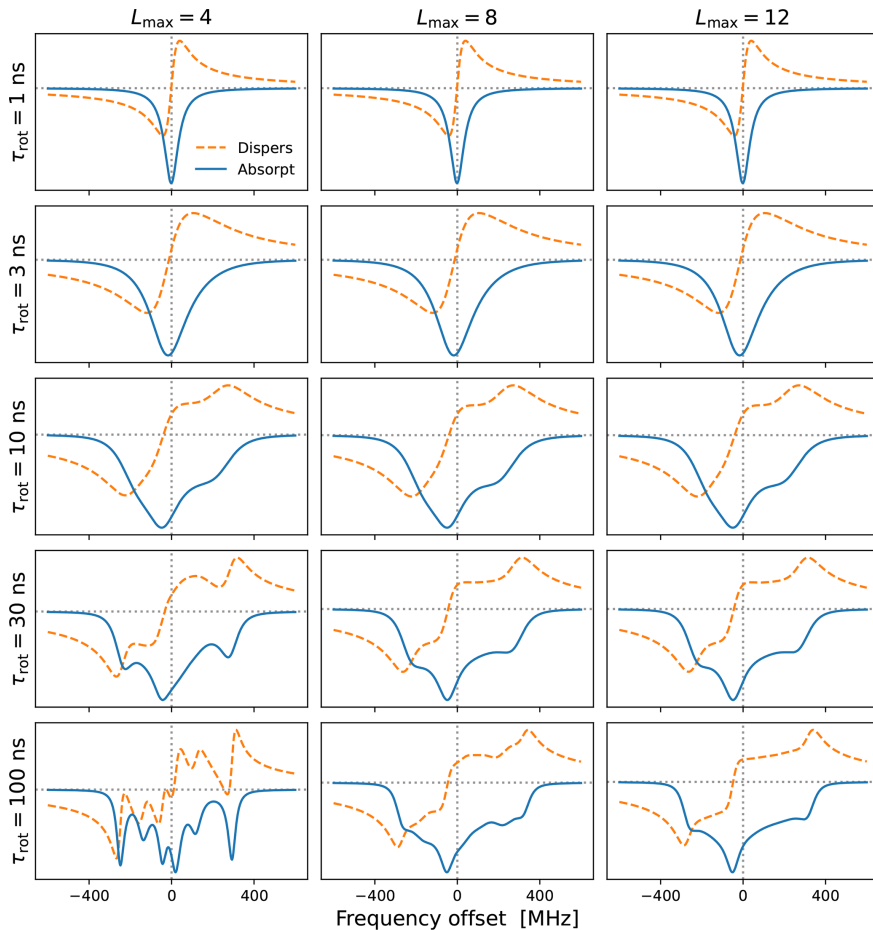 L_max = 4
L_max = 8
L_max = 12
τ_rot = 1 ns
Dispers
Absorpt
τ_rot = 3 ns
τ_rot = 10 ns
τ_rot = 30 ns
τ_rot = 100 ns
−400 0 400
−400 0 400
−400 0 400
Frequency offset [MHz]